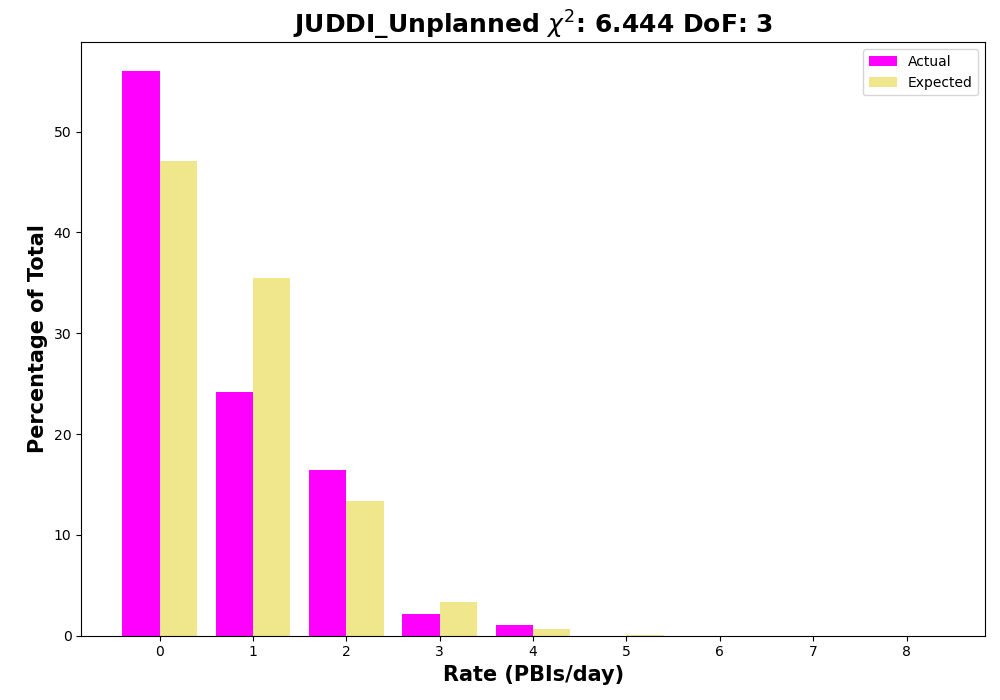 JUDDI_Unplanned χ²: 6.444 DoF: 3
Actual
Expected
Percentage of Total
50
40
30
20
10
0
0 1 2 3 4 5 6 7 8
Rate (PBIs/day)